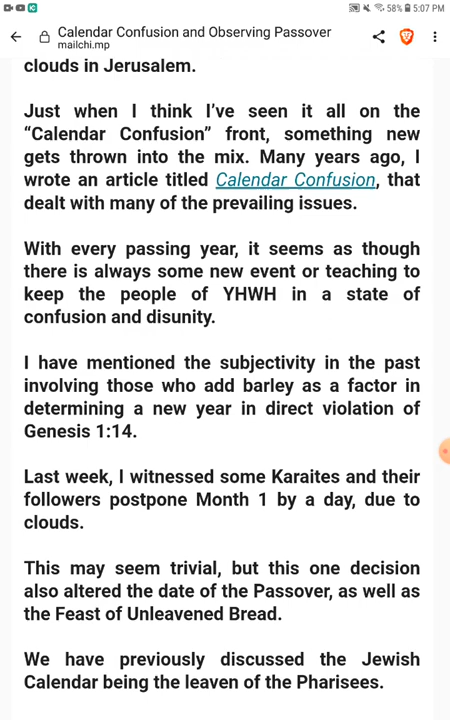 58% 5:07 PM
Calendar Confusion and Observing Passover
mailchi.mp
clouds in Jerusalem.
Just when I think I’ve seen it all on the
“Calendar Confusion” front, something new
gets thrown into the mix. Many years ago, I
wrote an article titled Calendar Confusion, that
dealt with many of the prevailing issues.
With every passing year, it seems as though
there is always some new event or teaching to
keep the people of YHWH in a state of
confusion and disunity.
I have mentioned the subjectivity in the past
involving those who add barley as a factor in
determining a new year in direct violation of
Genesis 1:14.
Last week, I witnessed some Karaites and their
followers postpone Month 1 by a day, due to
clouds.
This may seem trivial, but this one decision
also altered the date of the Passover, as well as
the Feast of Unleavened Bread.
We have previously discussed the Jewish
Calendar being the leaven of the Pharisees.